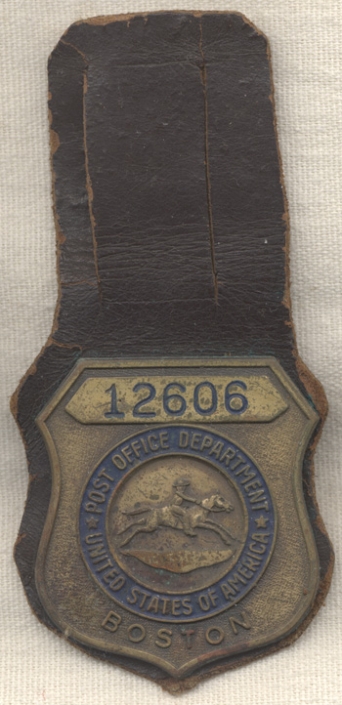 12606
★ POST OFFICE DEPARTMENT ★
UNITED STATES OF AMERICA
BOSTON